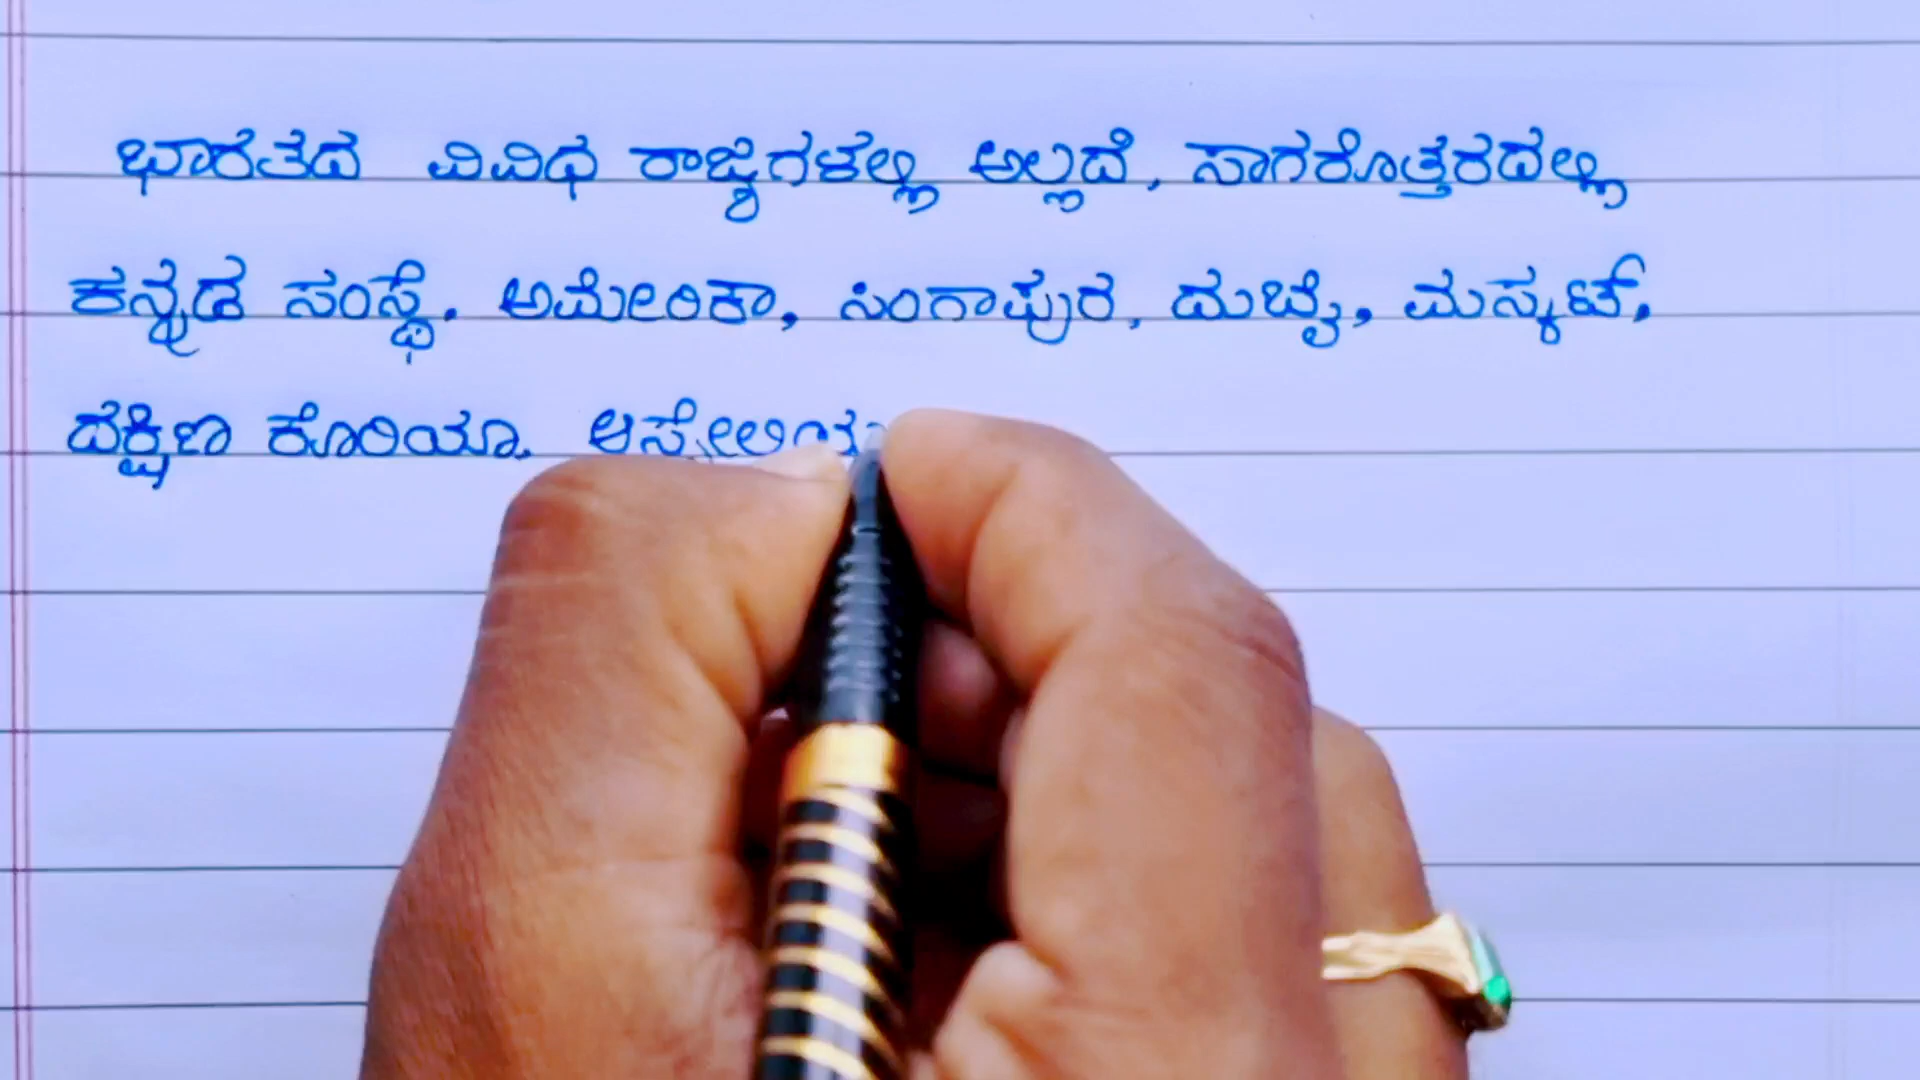 ಭಾರತದ ವಿವಿಧ ರಾಜ್ಯಗಳಲ್ಲಿ ಅಲ್ಲದೆ, ಸಾಗರೊತ್ತರದಲ್ಲಿ
ಕನ್ನಡ ಸಂಸ್ಥೆ. ಅಮೇರಿಕಾ, ಸಿಂಗಾಪುರ, ದುಬೈ, ಮಸ್ಕಟ್,
ದಕ್ಷಿಣ ಕೊರಿಯಾ.